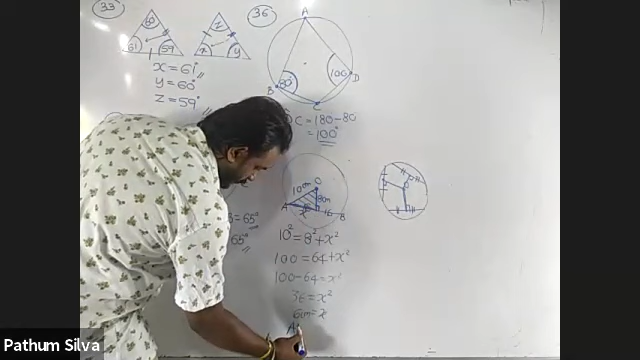 33
60°
61
59
x = 61°
y = 60°
z = 59°
z
x
y
36
A
80°
100
B
D
C
C = 180 - 80
= 100°
O
10cm
8cm
A
x
B
10² = 8² + x²
100 = 64 + x²
100 - 64 = x²
36 = x²
6cm = x
= 65°
65°
Pathum Silva